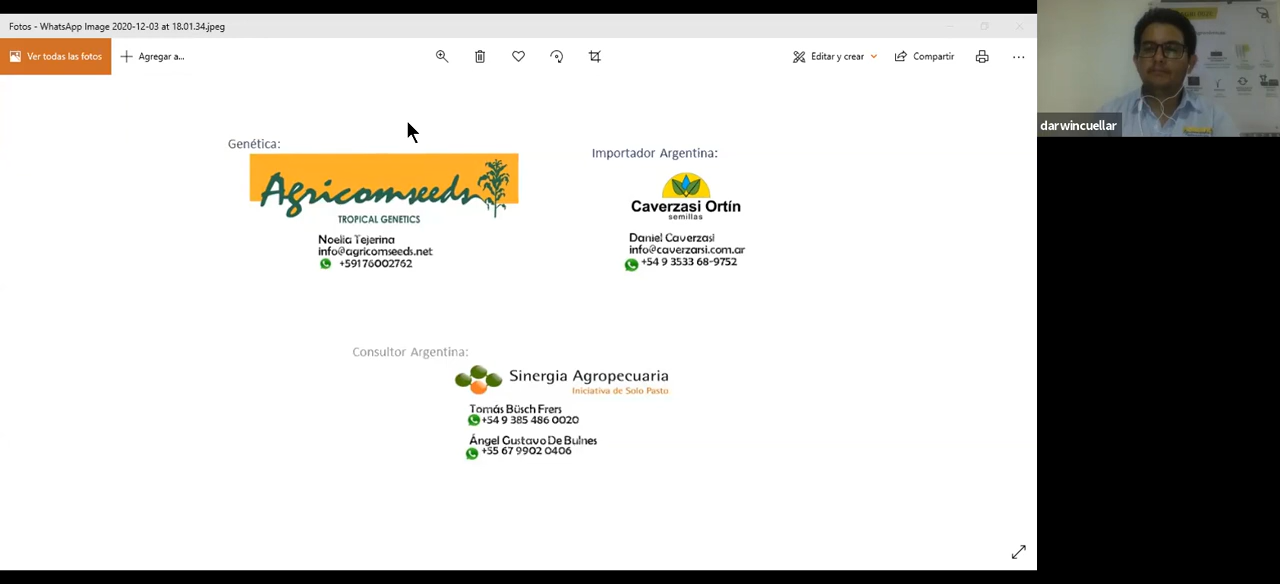 Fotos - WhatsApp Image 2020-12-03 at 18.01.34.jpeg
Ver todas las fotos
Agregar a...
Editar y crear
Compartir
darwincuellar
Genética:
Agricomseeds
TROPICAL GENETICS
Noelia Tejerina
info@agricomseeds.net
+59176002762
Importador Argentina:
Caverzasi Ortín
semillas
Daniel Caverzasi
info@caverzarsi.com.ar
+54 9 3533 68-9752
Consultor Argentina:
Sinergia Agropecuaria
Iniciativa de Solo Pasto
Tomás Büsch Frers
+54 9 385 486 0020
Ángel Gustavo De Bulnes
+55 67 9902 0406